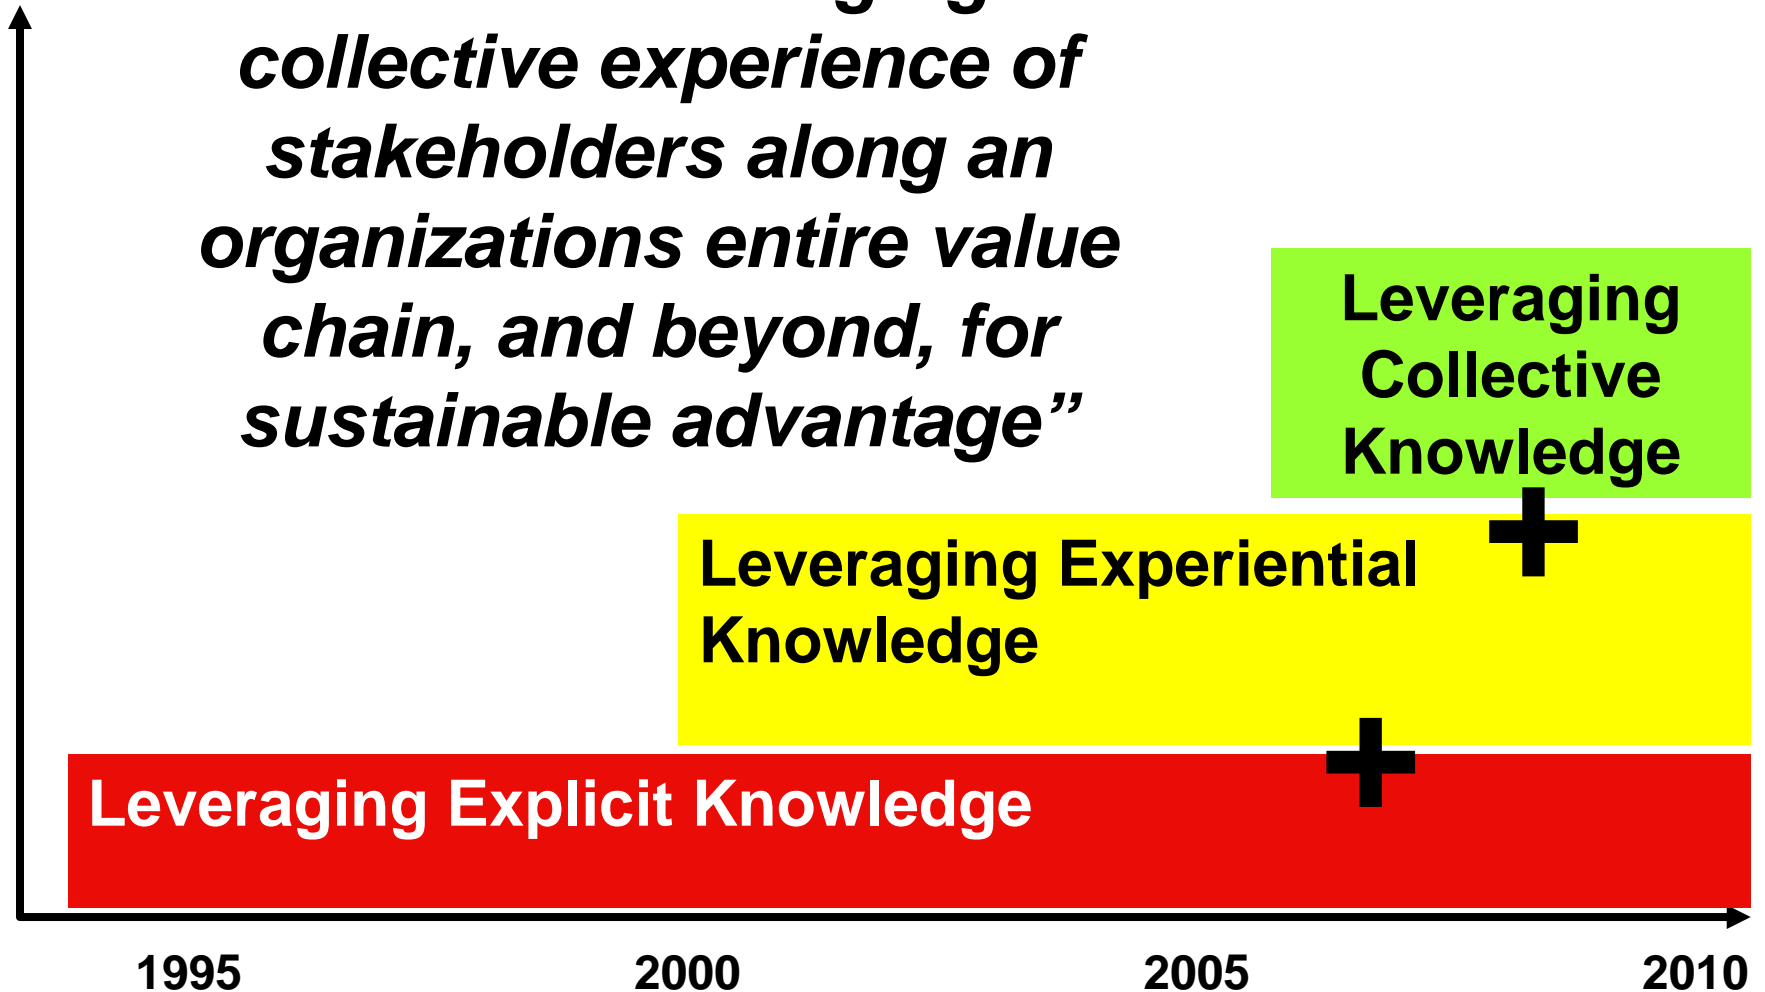 collective experience of
stakeholders along an
organizations entire value
chain, and beyond, for
sustainable advantage”
Leveraging
Collective
Knowledge
Leveraging Experiential
Knowledge
Leveraging Explicit Knowledge
1995 2000 2005 2010